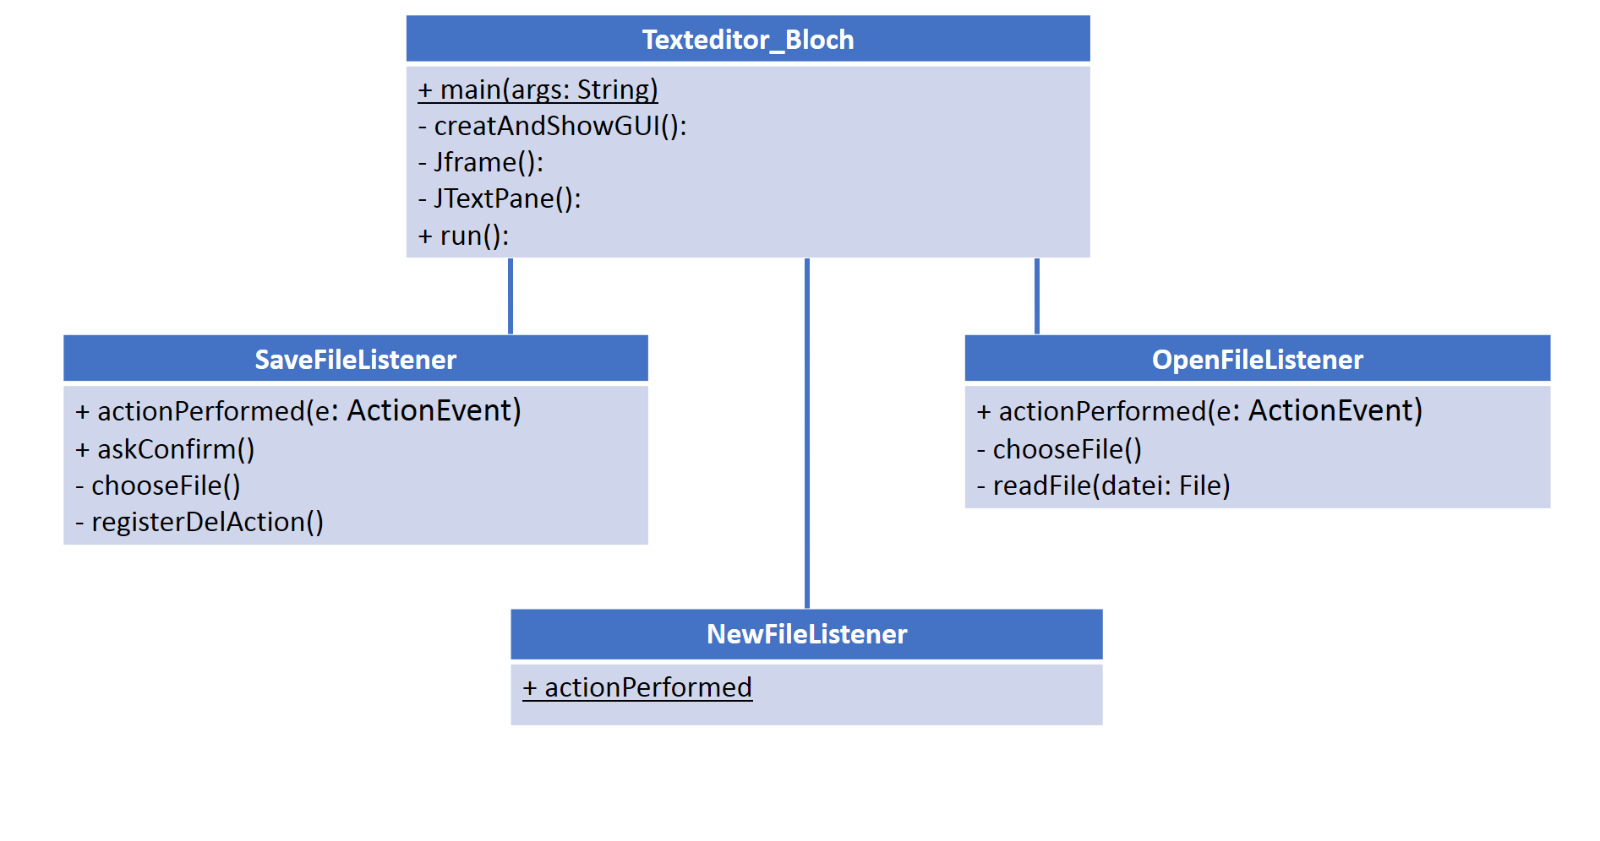 Texteditor_Bloch
+ main(args: String)
- creatAndShowGUI():
- Jframe():
- JTextPane():
+ run():
SaveFileListener
+ actionPerformed(e: ActionEvent)
+ askConfirm()
- chooseFile()
- registerDelAction()
OpenFileListener
+ actionPerformed(e: ActionEvent)
- chooseFile()
- readFile(datei: File)
NewFileListener
+ actionPerformed